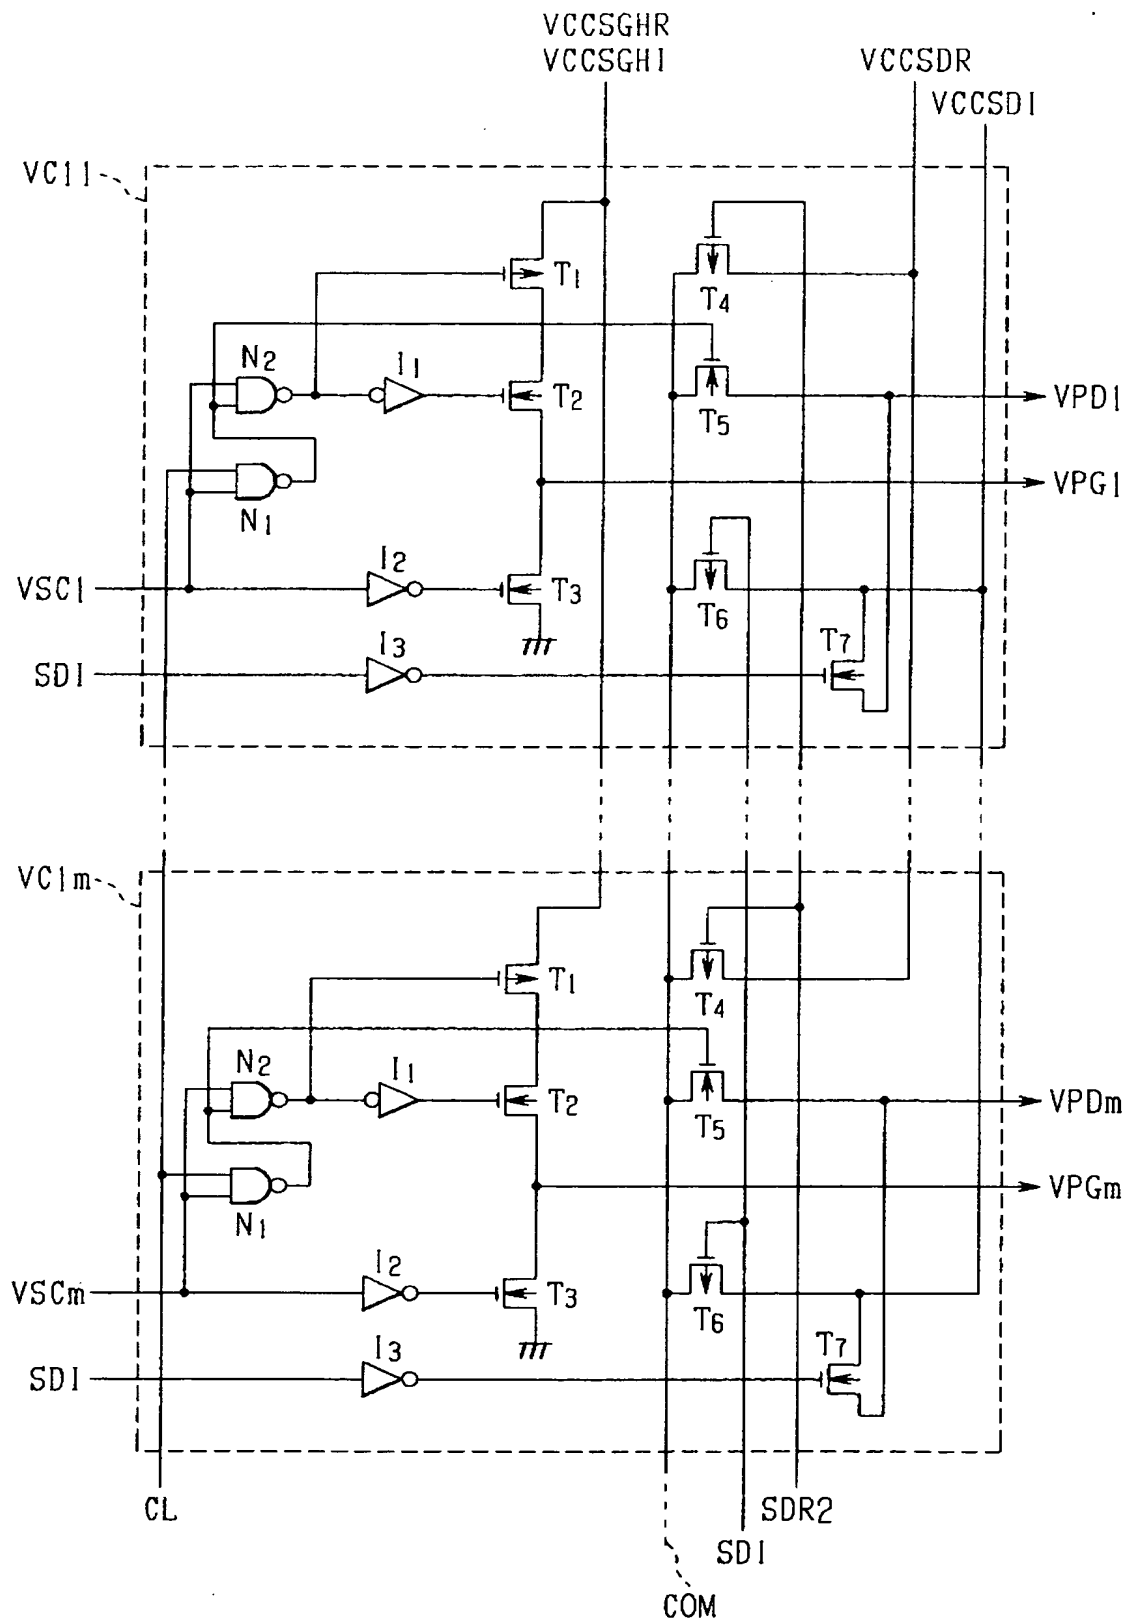 VCCSGHR
VCCSGHI
VCCSDR
VCCSDI
VC11
T1
T4
N2
I1
T2
T5
VPD1
VPG1
N1
VSC1
I2
T3
T6
SDI
I3
T7
VC1m
T1
T4
N2
I1
T2
T5
VPDm
VPGm
N1
VSCm
I2
T3
T6
SDI
I3
T7
CL
SDR2
SDI
COM